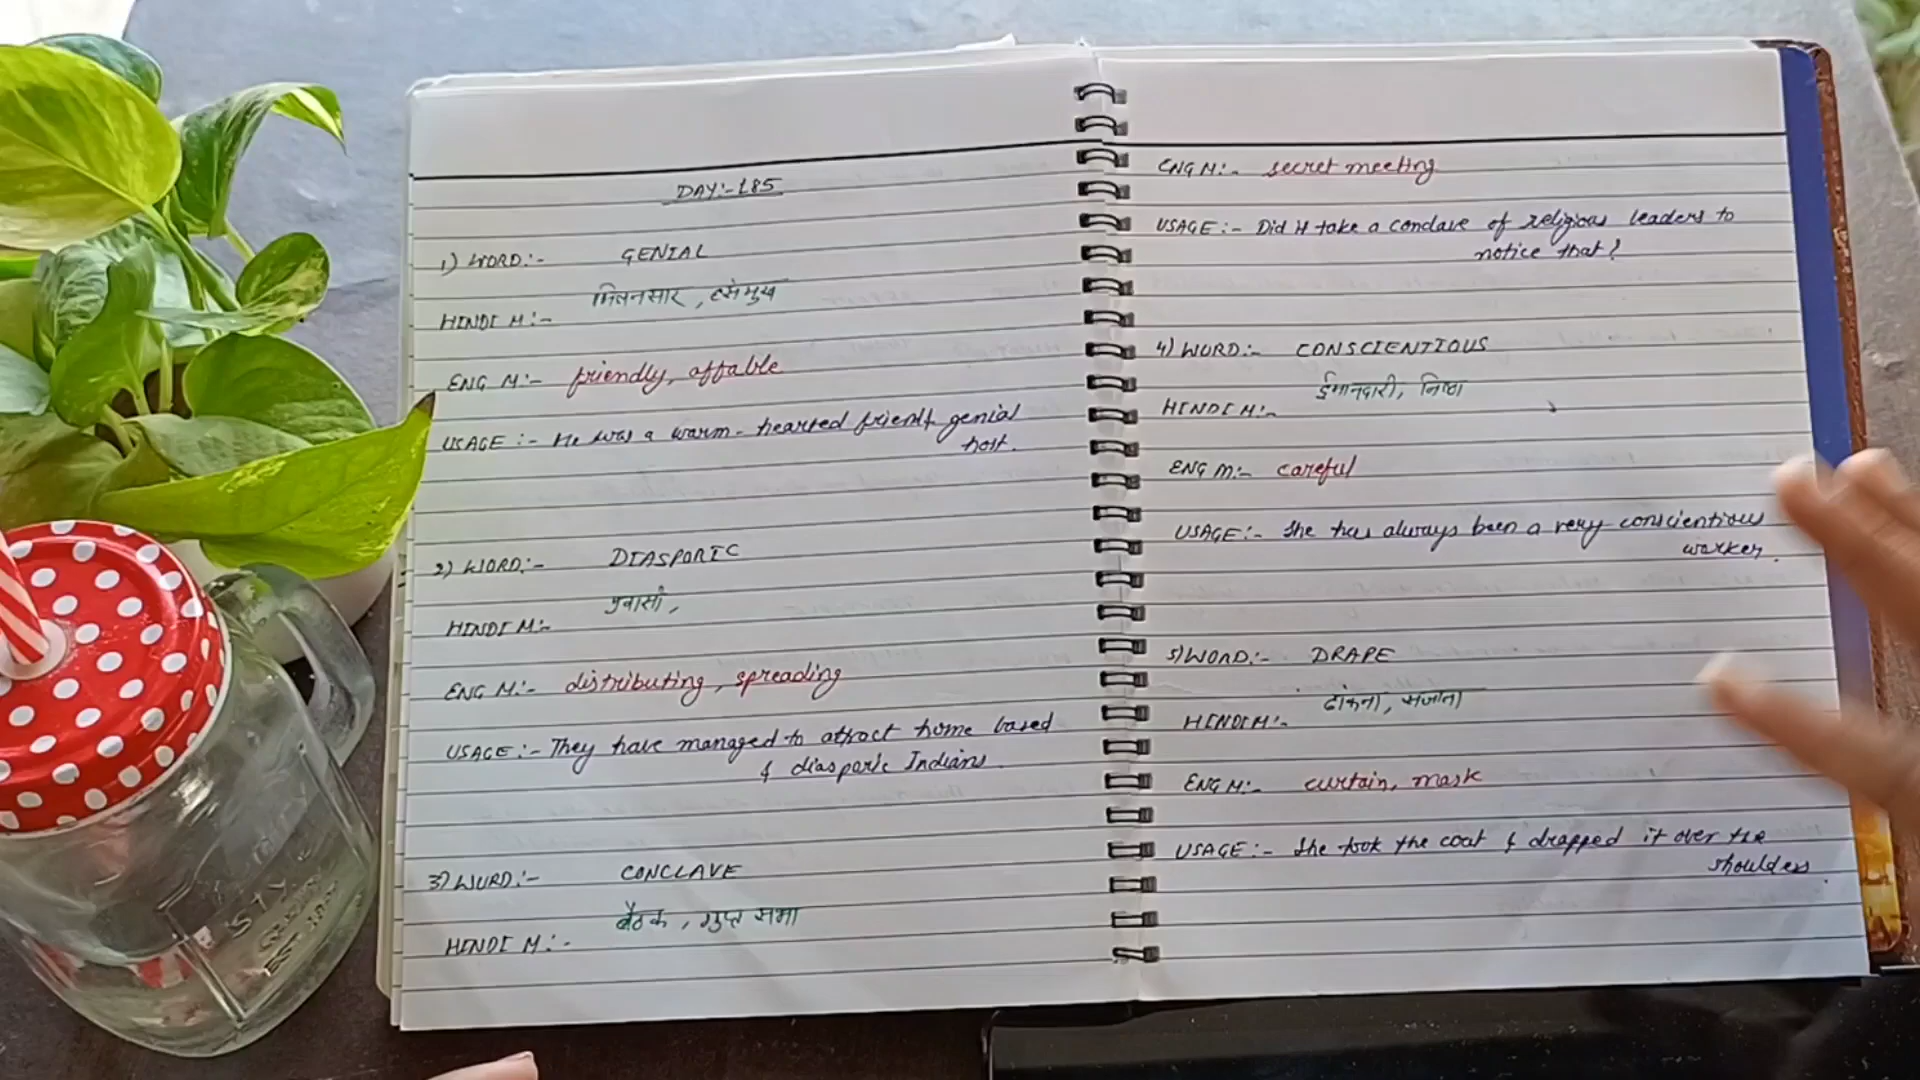 DAY:-185
1) WORD:- GENIAL
HINDI M:- मिलनसार, हंसमुख
ENG M:- friendly, affable
USAGE:- He was a warm-hearted friend & genial
host.
2) WORD:- DIASPORIC
HINDI M:- प्रवासी,
ENG M:- distributing, spreading
USAGE:- They have managed to attract home based
& diasporic Indians.
3) WORD:- CONCLAVE
HINDI M:- बैठक, गुप्त सभा
ENG M:- secret meeting
USAGE:- Did it take a conclave of religious leaders to
notice that?
4) WORD:- CONSCIENTIOUS
HINDI M:- ईमानदारी, निष्ठा
ENG M:- careful
USAGE:- She has always been a very conscientious
worker.
5) WORD:- DRAPE
HINDI M:- ढांकना, सजाना
ENG M:- curtain, mask
USAGE:- She took the coat & drapped it over the
shoulders.